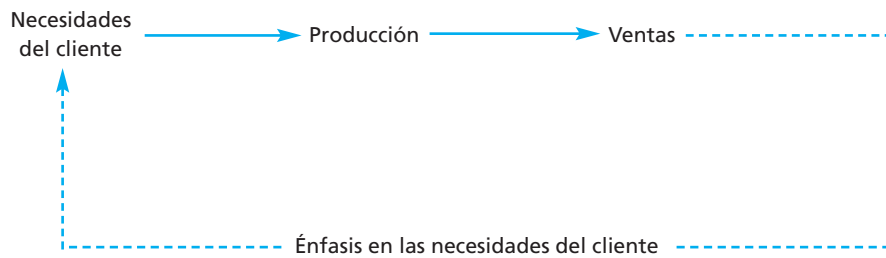 Necesidades
del cliente
Producción
Ventas
Énfasis en las necesidades del cliente